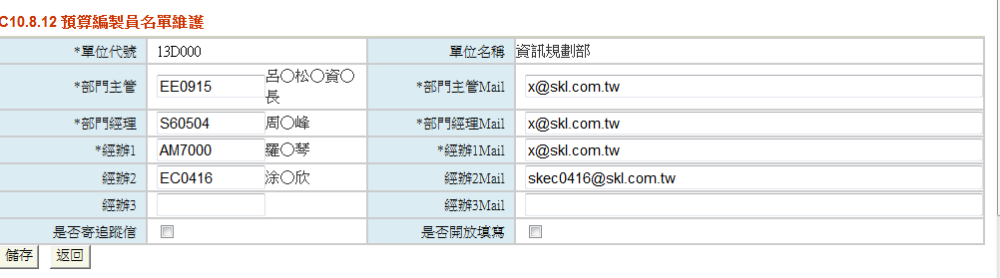 C10.8.12 預算編製員名單維護
*單位代號 13D000 單位名稱 資訊規劃部
*部門主管 EE0915 呂○松○資○長 *部門主管Mail x@skl.com.tw
*部門經理 S60504 周○峰 *部門經理Mail x@skl.com.tw
*經辦1 AM7000 羅○琴 *經辦1Mail x@skl.com.tw
經辦2 EC0416 涂○欣 經辦2Mail skec0416@skl.com.tw
經辦3 經辦3Mail
是否寄追蹤信 是否開放填寫
儲存 返回